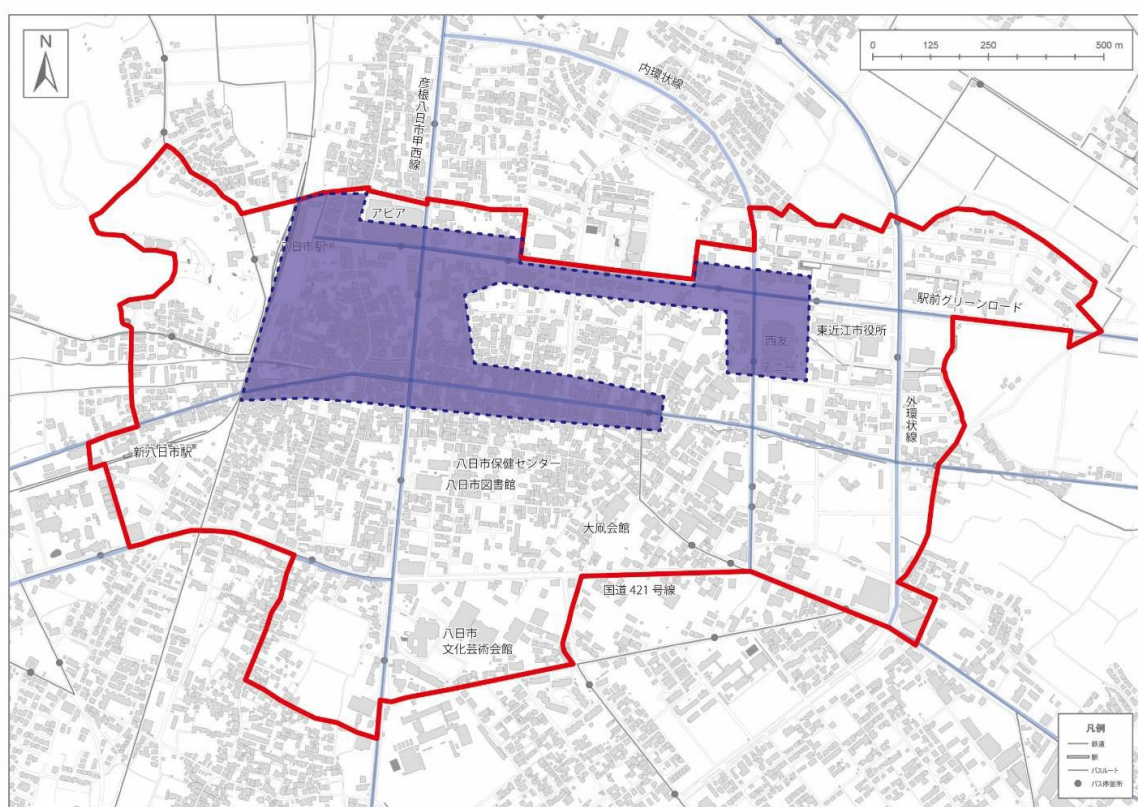 N
0 125 250 500 m
内環状線
彦根八日市甲西線
アピア
八日市駅
駅前グリーンロード
東近江市役所
西友
外環状線
新八日市駅
八日市保健センター
八日市図書館
大凧会館
国道 421 号線
八日市
文化芸術会館
凡例
鉄道
駅
バスルート
バス停留所